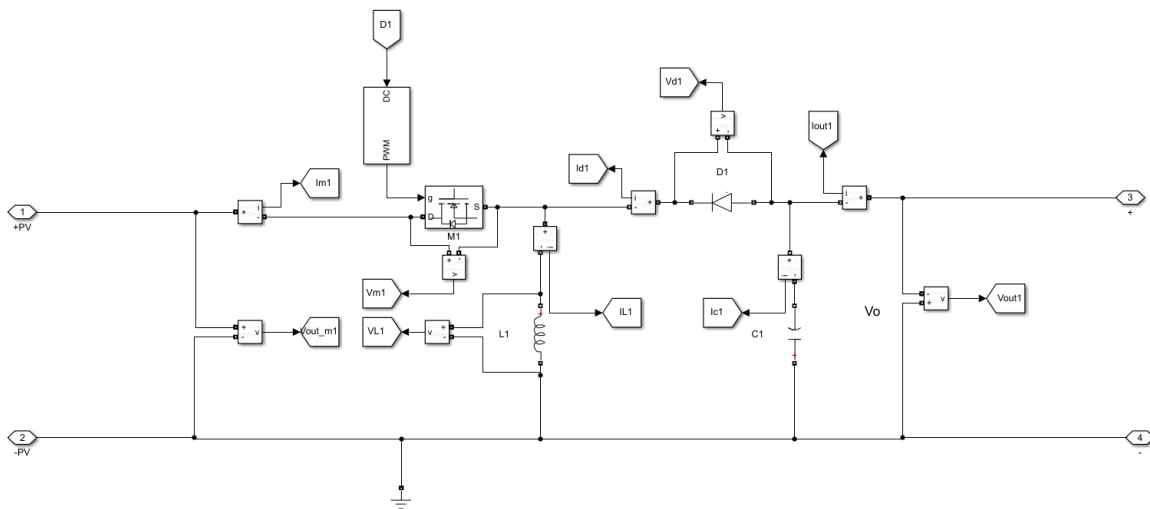 D1
DC
PWM
Im1
1
+PV
+
-
i
g
D
S
M1
+
-
v
Vm1
Vd1
v
+
-
D1
Id1
i
-
+
Iout1
i
-
+
3
+
+
-
i
IL1
+
-
v
Vout_m1
VL1
v
+
-
+
L1
+
-
i
Ic1
C1
+
Vo
-
+
v
Vout1
2
-PV
4
-